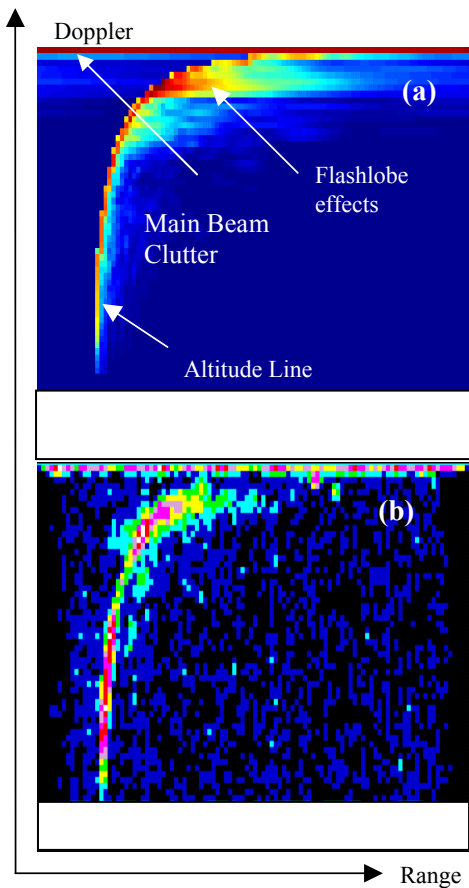 Doppler
(a)
Flashlobe
effects
Main Beam
Clutter
Altitude Line
(b)
Range